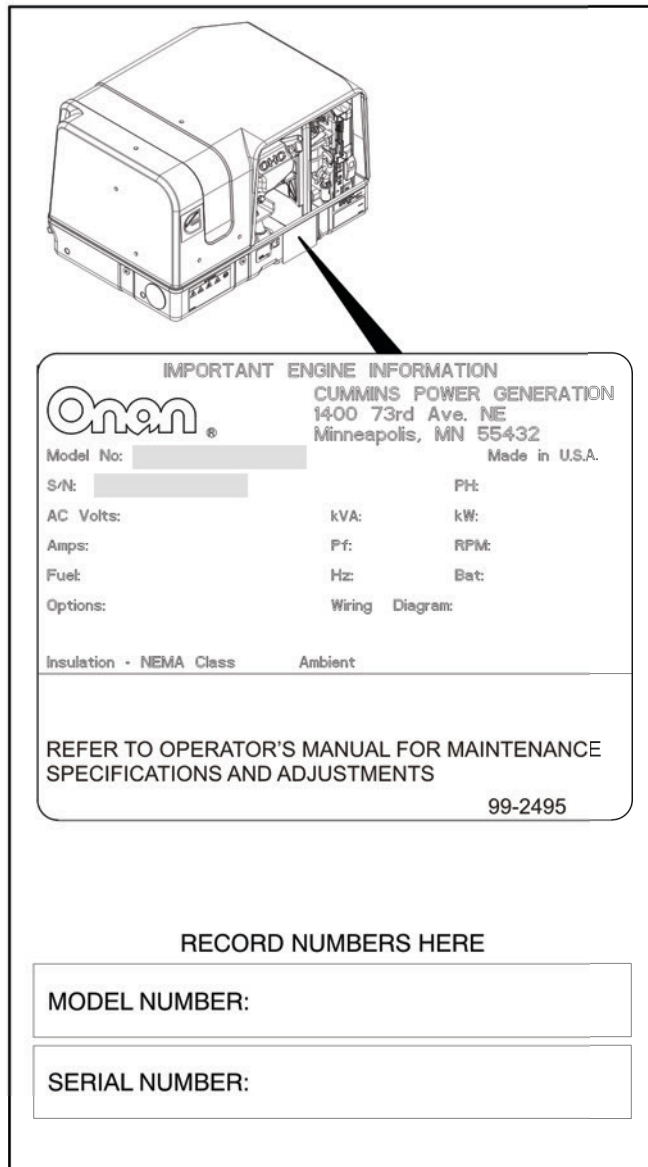 OHC
IMPORTANT ENGINE INFORMATION
Onan ®
CUMMINS POWER GENERATION
1400 73rd Ave. NE
Minneapolis, MN 55432
Model No:
Made in U.S.A.
S/N: PH:
AC Volts: kVA: kW:
Amps: Pf: RPM:
Fuel: Hz: Bat:
Options: Wiring Diagram:
Insulation - NEMA Class Ambient
REFER TO OPERATOR'S MANUAL FOR MAINTENANCE
SPECIFICATIONS AND ADJUSTMENTS
99-2495
RECORD NUMBERS HERE
MODEL NUMBER:
SERIAL NUMBER: